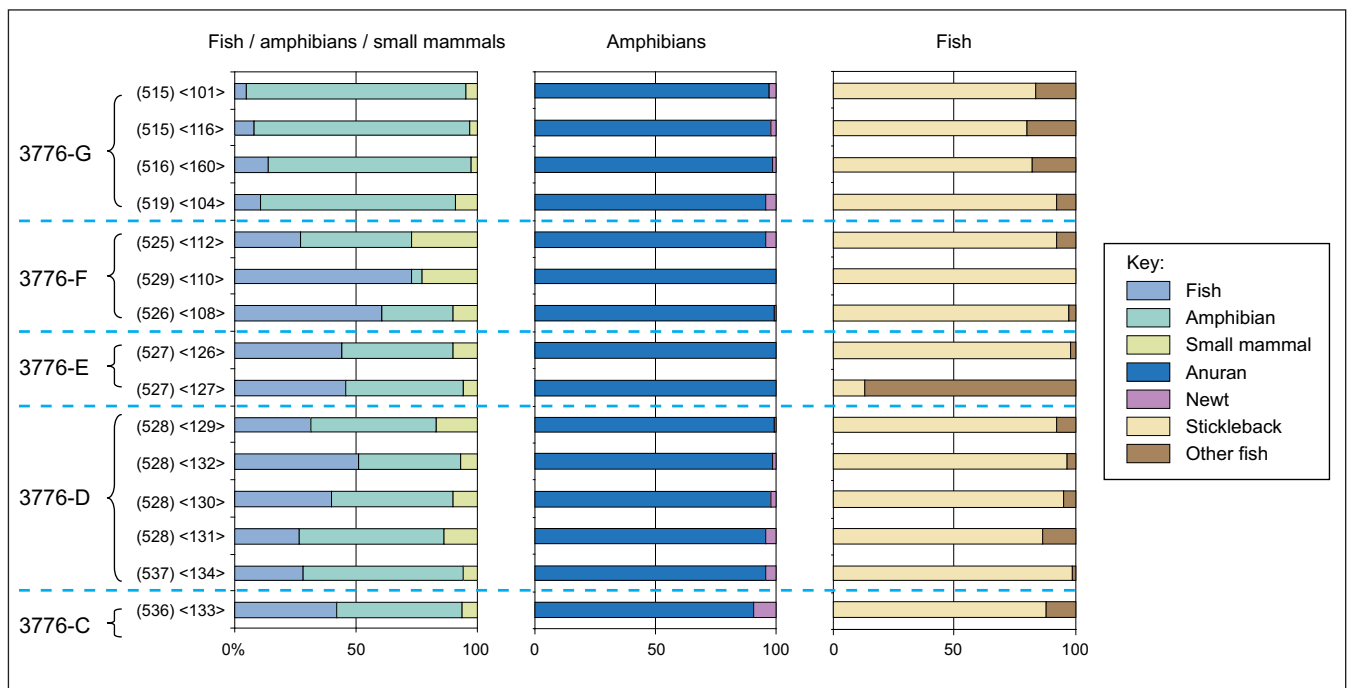 Fish / amphibians / small mammals
Amphibians
Fish
3776-G
(515) <101>
(515) <116>
(516) <160>
(519) <104>
3776-F
(525) <112>
(529) <110>
(526) <108>
3776-E
(527) <126>
(527) <127>
3776-D
(528) <129>
(528) <132>
(528) <130>
(528) <131>
(537) <134>
3776-C
(536) <133>
0% 50 100
0 50 100
0 50 100
Key:
Fish
Amphibian
Small mammal
Anuran
Newt
Stickleback
Other fish